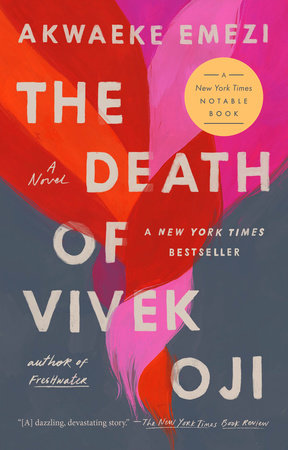 AKWAEKE EMEZI
A
New York Times
NOTABLE
BOOK
THE
A
Novel
DEATH
OF
A NEW YORK TIMES
BESTSELLER
VIVEK
author of
FRESHWATER
OJI
"[A] dazzling, devastating story." —The New York Times Book Review